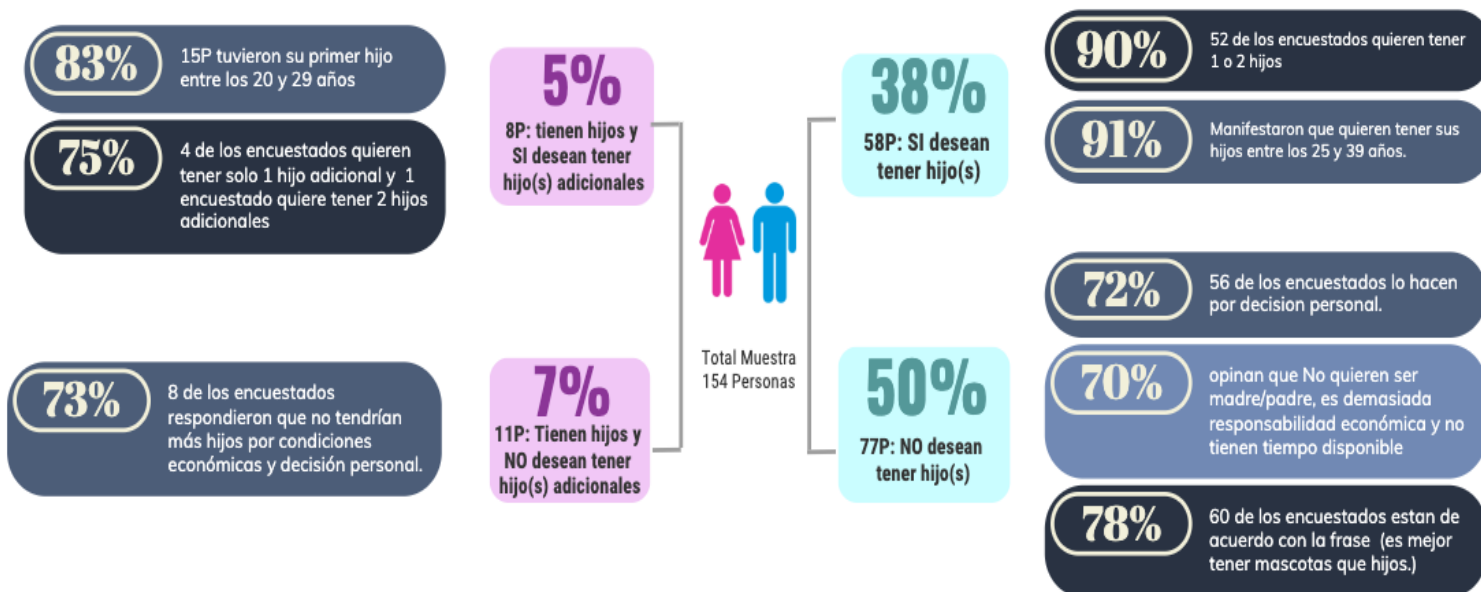 83%
15P tuvieron su primer hijo
entre los 20 y 29 años
75%
4 de los encuestados quieren
tener solo 1 hijo adicional y 1
encuestado quiere tener 2 hijos
adicionales
5%
8P: tienen hijos y
SI desean tener
hijo(s) adicionales
73%
8 de los encuestados
respondieron que no tendrían
más hijos por condiciones
económicas y decisión personal.
7%
11P: Tienen hijos y
NO desean tener
hijo(s) adicionales
Total Muestra
154 Personas
38%
58P: SI desean
tener hijo(s)
90%
52 de los encuestados quieren tener
1 o 2 hijos
91%
Manifestaron que quieren tener sus
hijos entre los 25 y 39 años.
50%
77P: NO desean
tener hijo(s)
72%
56 de los encuestados lo hacen
por decision personal.
70%
opinan que No quieren ser
madre/padre, es demasiada
responsabilidad económica y no
tienen tiempo disponible
78%
60 de los encuestados estan de
acuerdo con la frase (es mejor
tener mascotas que hijos.)